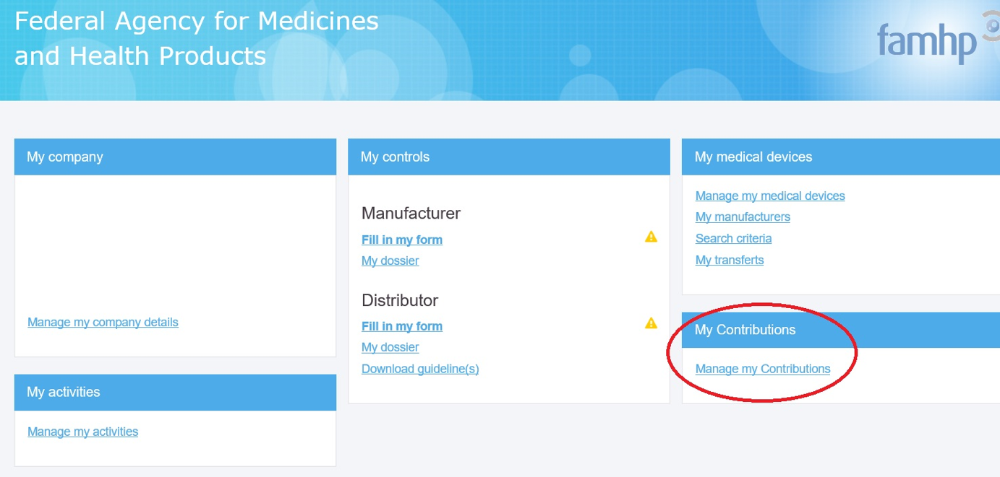 Federal Agency for Medicines
and Health Products
famhp
My company
Manage my company details
My activities
Manage my activities
My controls
Manufacturer
Fill in my form
My dossier
Distributor
Fill in my form
My dossier
Download guideline(s)
My medical devices
Manage my medical devices
My manufacturers
Search criteria
My transferts
My Contributions
Manage my Contributions